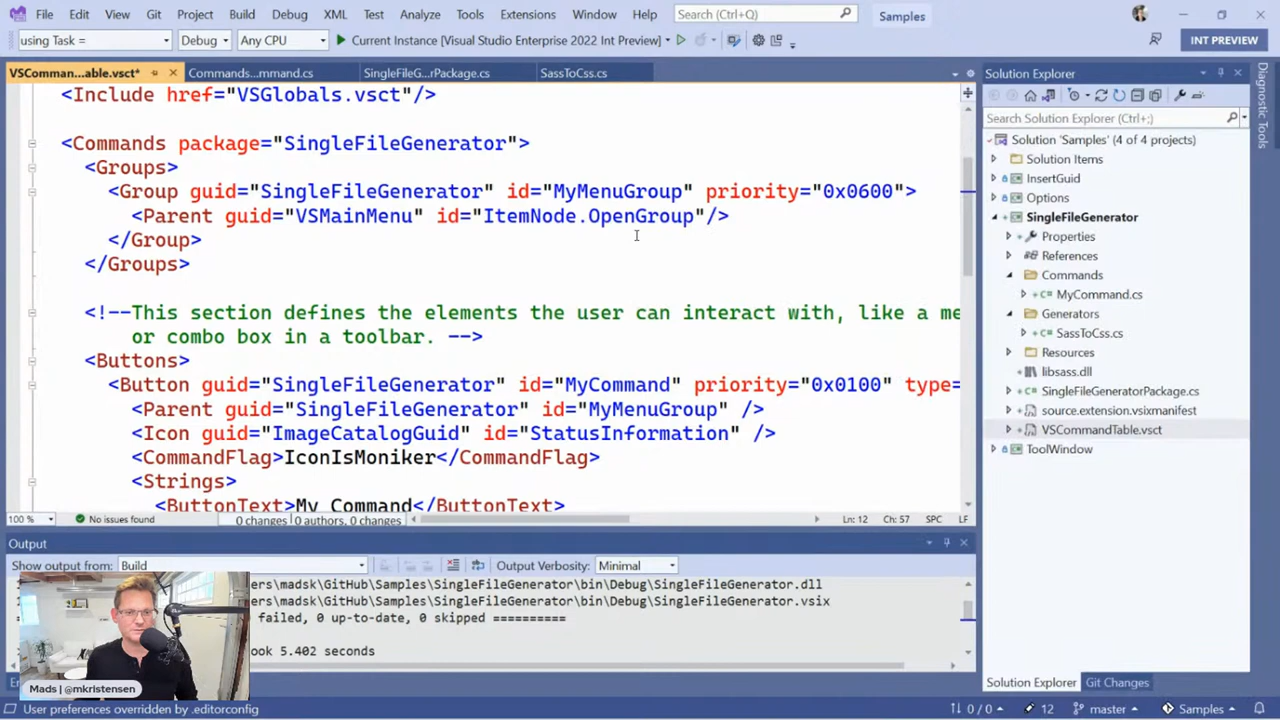 File Edit View Git Project Build Debug XML Test Analyze Tools Extensions Window Help Search (Ctrl+Q) Samples
using Task = Debug Any CPU Current Instance [Visual Studio Enterprise 2022 Int Preview] INT PREVIEW
VSComman...able.vsct* Commands...mmand.cs SingleFileG...rPackage.cs SassToCss.cs
<Include href="VSGlobals.vsct"/>
<Commands package="SingleFileGenerator">
<Groups>
<Group guid="SingleFileGenerator" id="MyMenuGroup" priority="0x0600">
<Parent guid="VSMainMenu" id="ItemNode.OpenGroup"/>
</Group>
</Groups>
<!--This section defines the elements the user can interact with, like a me
or combo box in a toolbar. -->
<Buttons>
<Button guid="SingleFileGenerator" id="MyCommand" priority="0x0100" type=
<Parent guid="SingleFileGenerator" id="MyMenuGroup" />
<Icon guid="ImageCatalogGuid" id="StatusInformation" />
<CommandFlag>IconIsMoniker</CommandFlag>
<Strings>
<ButtonText>My Command</ButtonText>
100 % No issues found 0 changes | 0 authors, 0 changes Ln: 12 Ch: 57 SPC LF
Output
Show output from: Build Output Verbosity: Minimal
ers\madsk\GitHub\Samples\SingleFileGenerator\bin\Debug\SingleFileGenerator.dll
ers\madsk\GitHub\Samples\SingleFileGenerator\bin\Debug\SingleFileGenerator.vsix
failed, 0 up-to-date, 0 skipped ==========
ook 5.402 seconds
Mads | @mkristensen
Solution Explorer
Search Solution Explorer (Ctrl+;)
Solution 'Samples' (4 of 4 projects)
Solution Items
InsertGuid
Options
SingleFileGenerator
Properties
References
Commands
MyCommand.cs
Generators
SassToCss.cs
Resources
libsass.dll
SingleFileGeneratorPackage.cs
source.extension.vsixmanifest
VSCommandTable.vsct
ToolWindow
Solution Explorer Git Changes
Diagnostic Tools
User preferences overridden by .editorconfig 0 / 0 12 master Samples